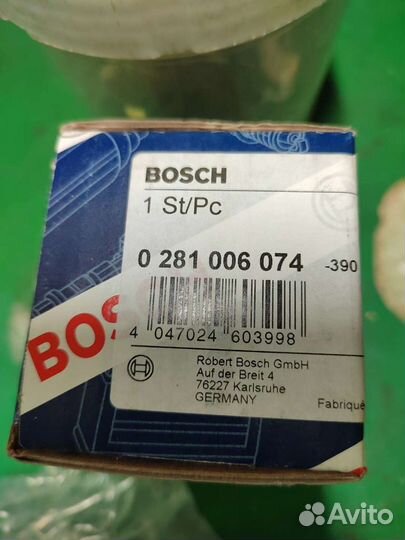 BOSCH
1 St/Pc
0 281 006 074 -390
4 047024 603998
BOSCH
Robert Bosch GmbH
Auf der Breit 4
76227 Karlsruhe
GERMANY
Fabriqué
Avito